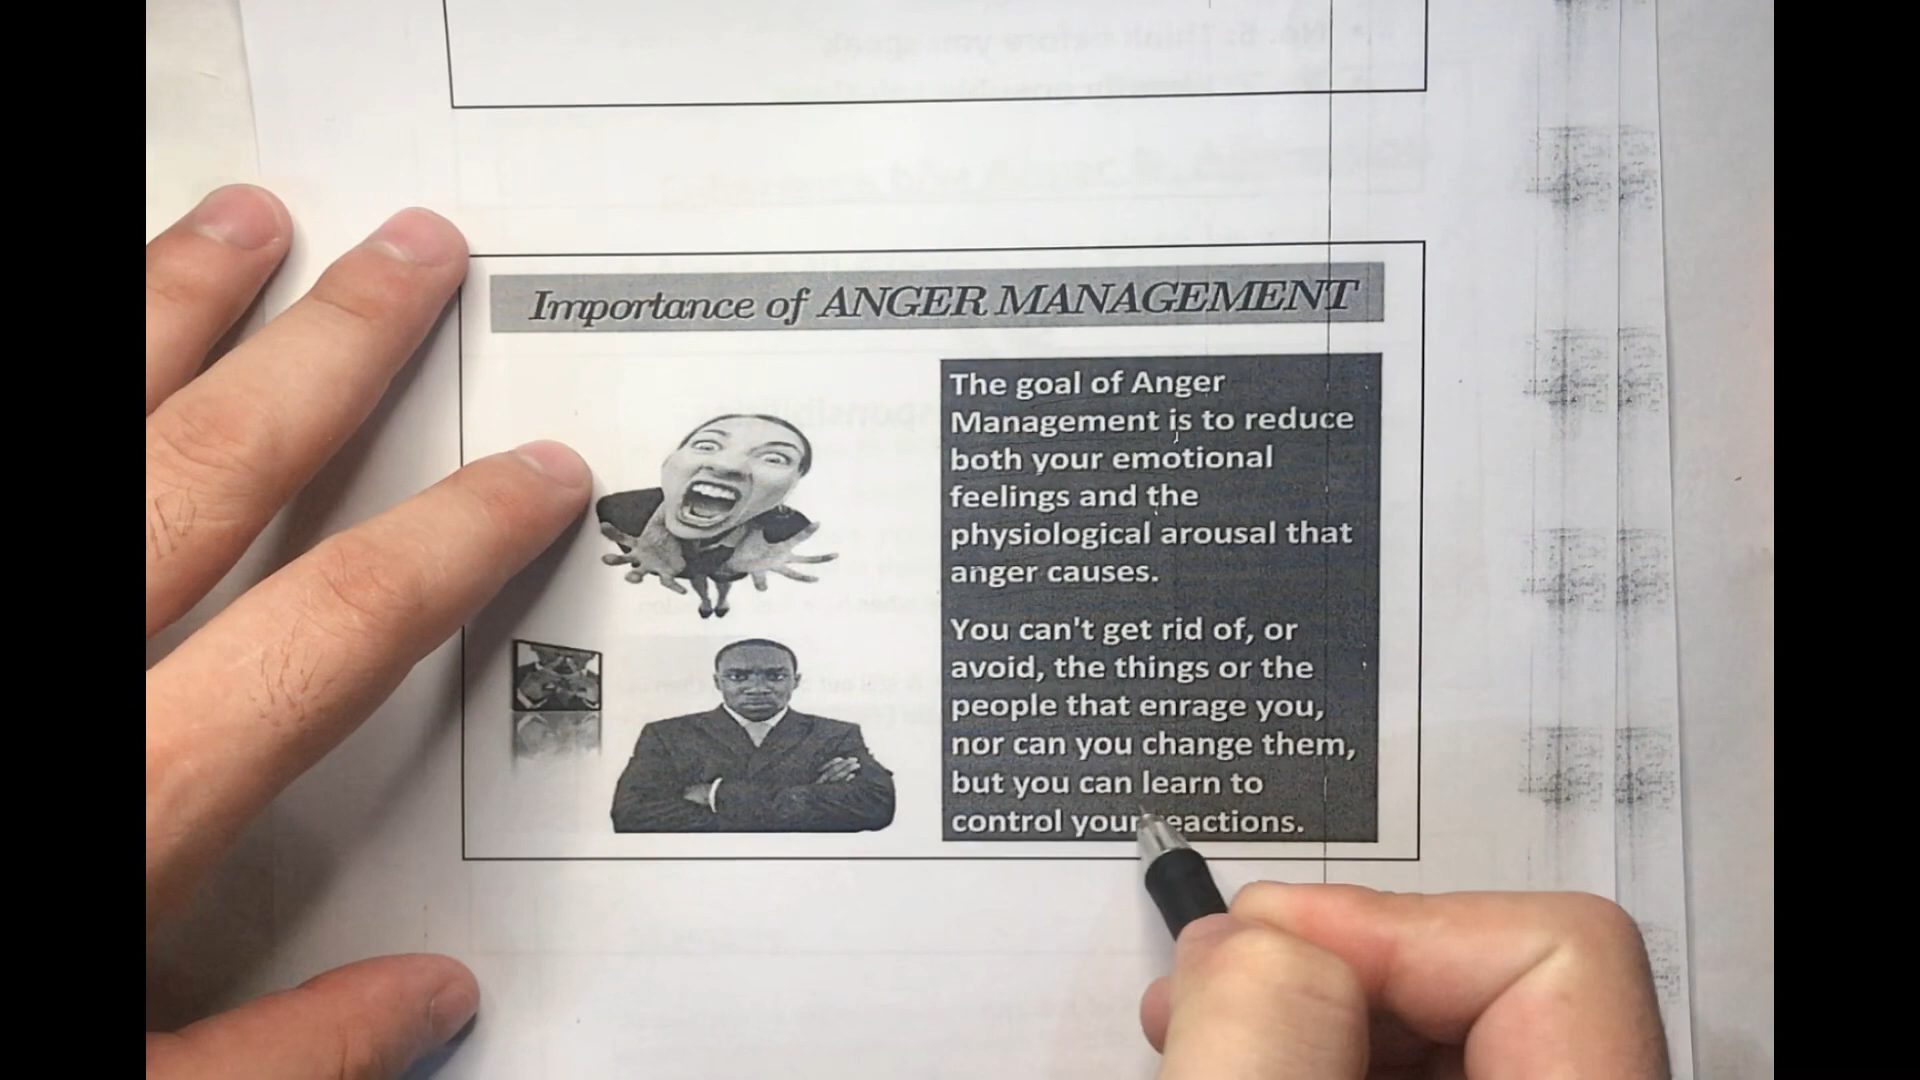 Importance of ANGER MANAGEMENT
The goal of Anger
Management is to reduce
both your emotional
feelings and the
physiological arousal that
anger causes.
You can't get rid of, or
avoid, the things or the
people that enrage you,
nor can you change them,
but you can learn to
control your reactions.